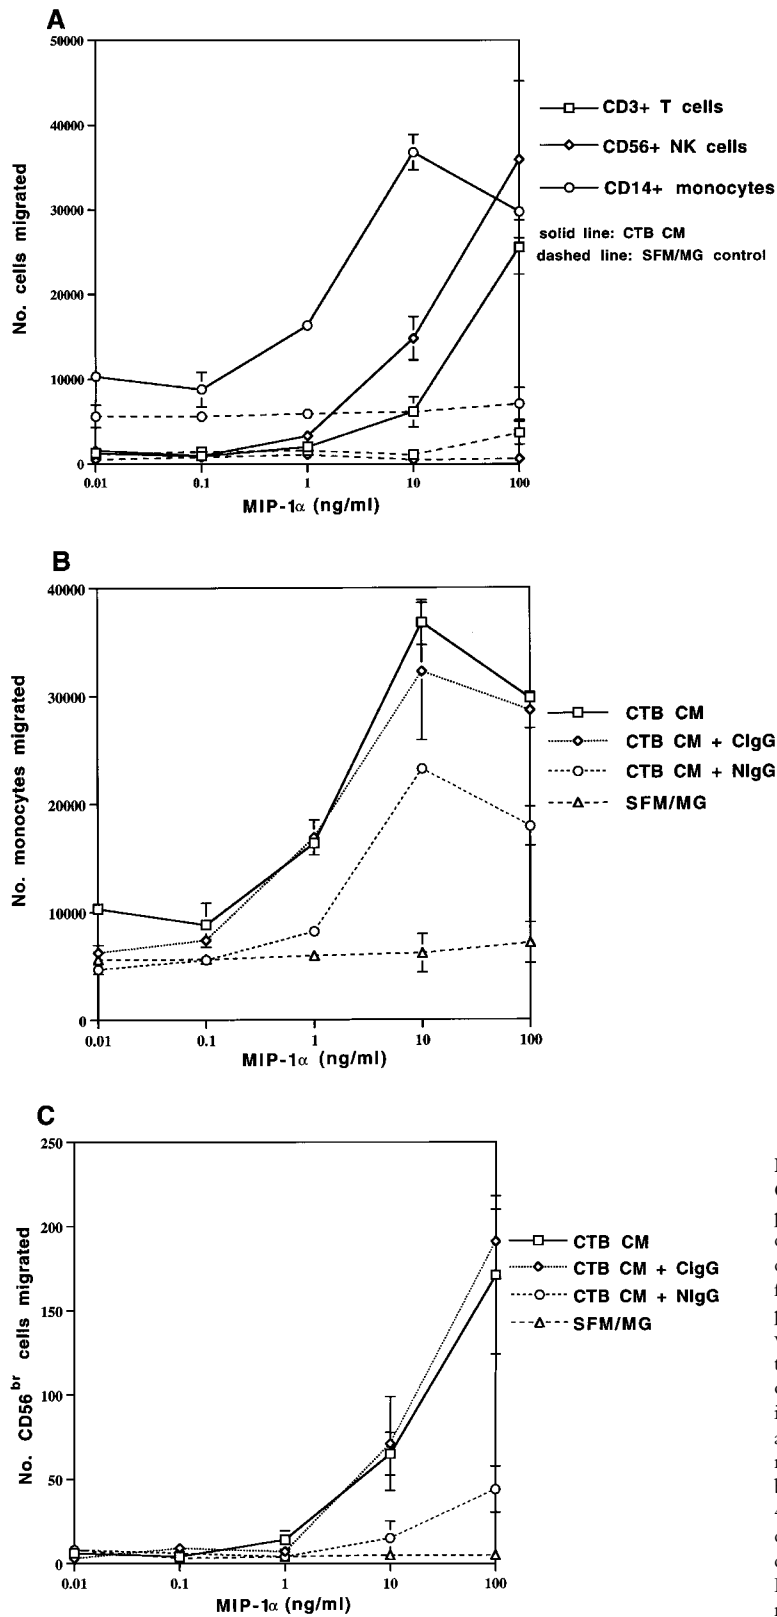 A
50000
40000
30000
20000
10000
0
No. cells migrated
0.01 0.1 1 10 100
MIP-1α (ng/ml)
CD3+ T cells
CD56+ NK cells
CD14+ monocytes
solid line: CTB CM
dashed line: SFM/MG control
B
40000
30000
20000
10000
0
No. monocytes migrated
0.01 0.1 1 10 100
MIP-1α (ng/ml)
CTB CM
CTB CM + CIgG
CTB CM + NIgG
SFM/MG
C
250
200
150
100
50
0
No. CD56br cells migrated
0.01 0.1 1 10 100
MIP-1α (ng/ml)
CTB CM
CTB CM + CIgG
CTB CM + NIgG
SFM/MG